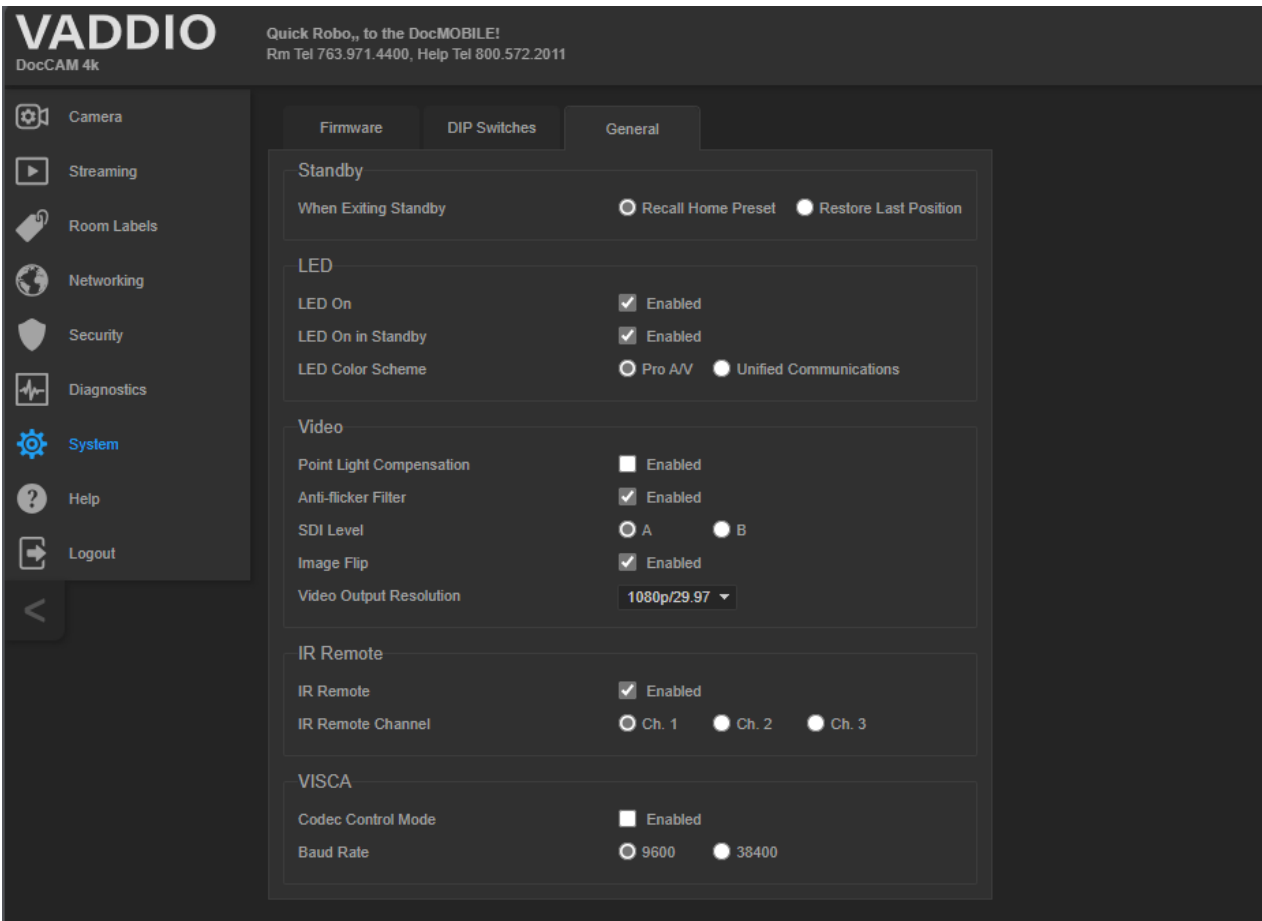 VADDIO
DocCAM 4k
Quick Robo,, to the DocMOBILE!
Rm Tel 763.971.4400, Help Tel 800.572.2011
Camera
Streaming
Room Labels
Networking
Security
Diagnostics
System
Help
Logout
<
Firmware DIP Switches General
Standby
When Exiting Standby Recall Home Preset Restore Last Position
LED
LED On Enabled
LED On in Standby Enabled
LED Color Scheme Pro A/V Unified Communications
Video
Point Light Compensation Enabled
Anti-flicker Filter Enabled
SDI Level A B
Image Flip Enabled
Video Output Resolution 1080p/29.97
IR Remote
IR Remote Enabled
IR Remote Channel Ch. 1 Ch. 2 Ch. 3
VISCA
Codec Control Mode Enabled
Baud Rate 9600 38400